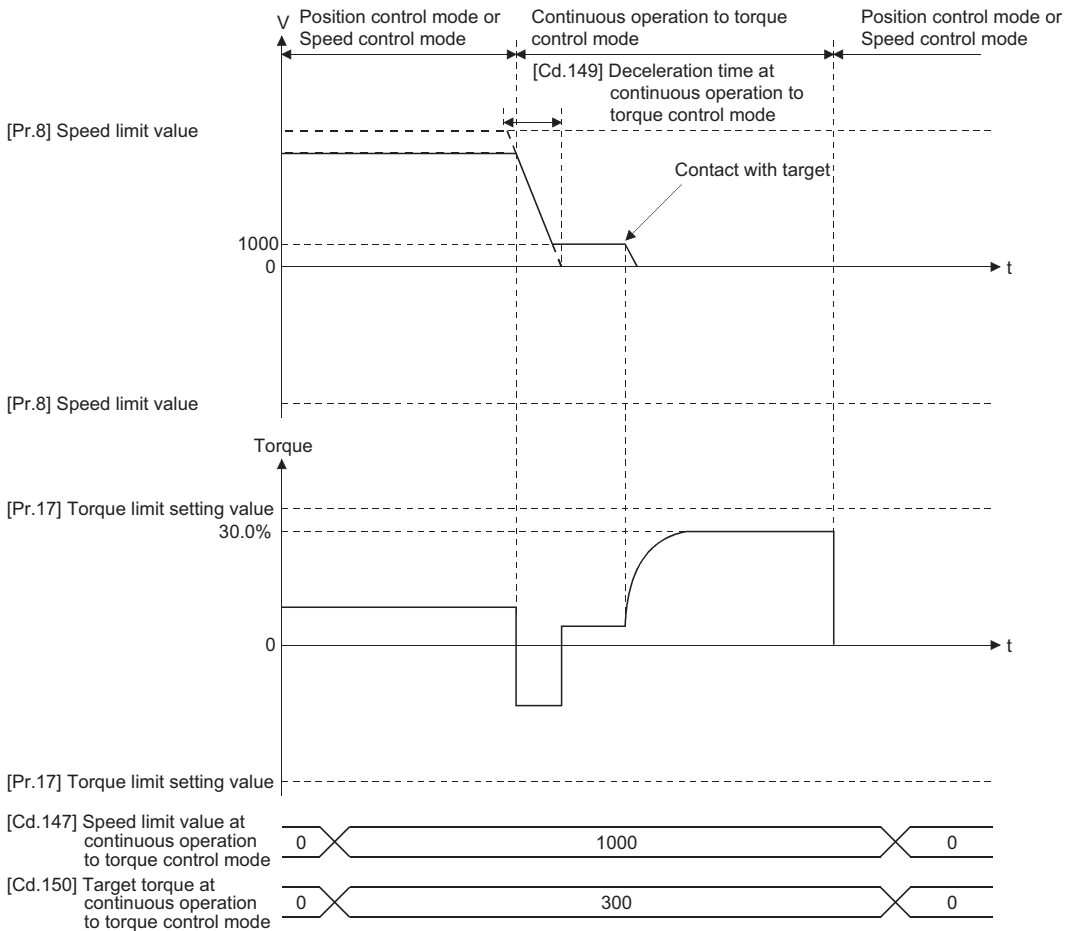 V
Position control mode or
Speed control mode
Continuous operation to torque
control mode
Position control mode or
Speed control mode
[Cd.149] Deceleration time at
continuous operation to
torque control mode
[Pr.8] Speed limit value
Contact with target
1000
0
t
[Pr.8] Speed limit value
Torque
[Pr.17] Torque limit setting value
30.0%
0
t
[Pr.17] Torque limit setting value
[Cd.147] Speed limit value at
continuous operation
to torque control mode
0
1000
0
[Cd.150] Target torque at
continuous operation
to torque control mode
0
300
0